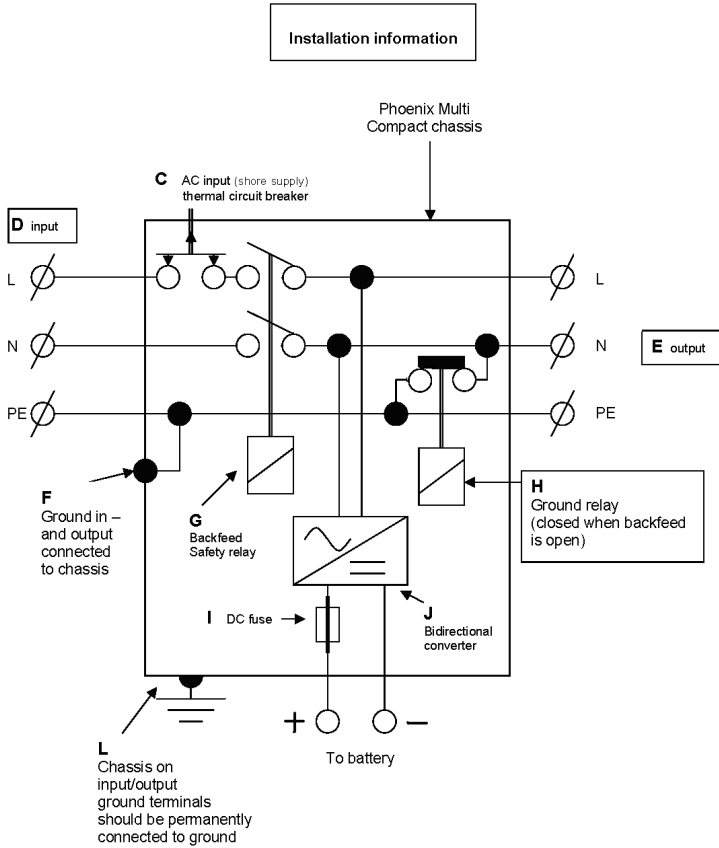 Installation information
Phoenix Multi
Compact chassis
C AC input (shore supply)
thermal circuit breaker
D input
L
L
N
N
E output
PE
PE
F
Ground in –
and output
connected
to chassis
G
Backfeed
Safety relay
H
Ground relay
(closed when backfeed
is open)
I DC fuse
J
Bidirectional
converter
+
–
To battery
L
Chassis on
input/output
ground terminals
should be permanently
connected to ground